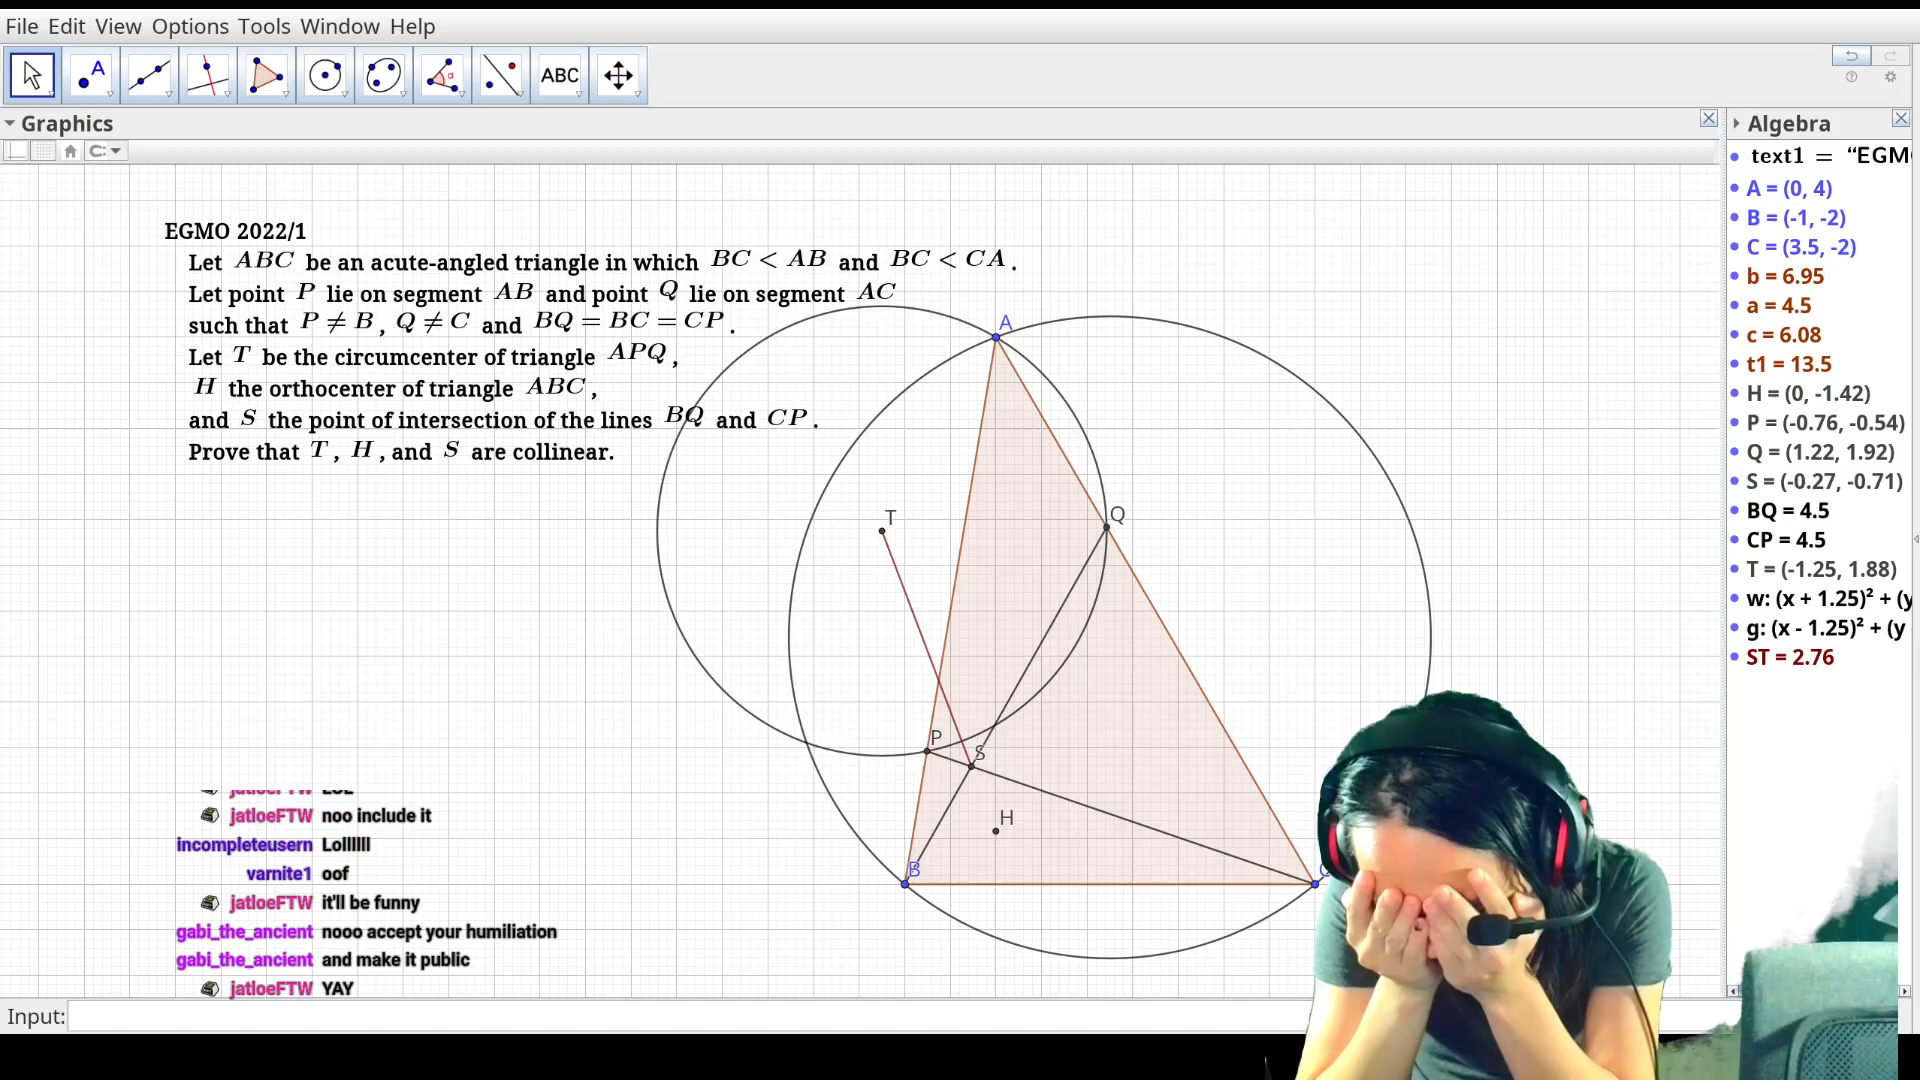 File Edit View Options Tools Window Help
A
α
ABC
Graphics
Algebra
EGMO 2022/1
Let ABC be an acute-angled triangle in which BC < AB and BC < CA.
Let point P lie on segment AB and point Q lie on segment AC
such that P ≠ B, Q ≠ C and BQ = BC = CP.
Let T be the circumcenter of triangle APQ,
H the orthocenter of triangle ABC,
and S the point of intersection of the lines BQ and CP.
Prove that T, H, and S are collinear.
A
T
Q
P
S
H
B
text1 = “EGM
A = (0, 4)
B = (-1, -2)
C = (3.5, -2)
b = 6.95
a = 4.5
c = 6.08
t1 = 13.5
H = (0, -1.42)
P = (-0.76, -0.54)
Q = (1.22, 1.92)
S = (-0.27, -0.71)
BQ = 4.5
CP = 4.5
T = (-1.25, 1.88)
w: (x + 1.25)² + (y
g: (x - 1.25)² + (y
ST = 2.76
jatloeFTW LOL
jatloeFTW noo include it
incompleteusern Lolllllll
varnite1 oof
jatloeFTW it'll be funny
gabi_the_ancient nooo accept your humiliation
gabi_the_ancient and make it public
jatloeFTW YAY
Input: